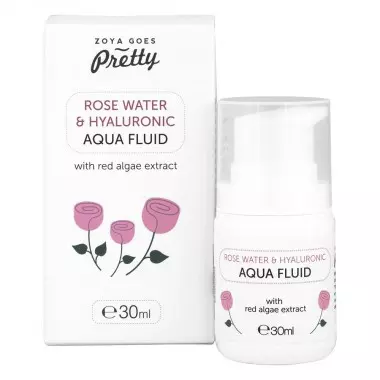 ZOYA GOES
Pretty
ROSE WATER
& HYALURONIC
AQUA FLUID
with red algae extract
℮30ml
ROSE WATER & HYALURONIC
AQUA FLUID
with
red algae extract
℮30ml